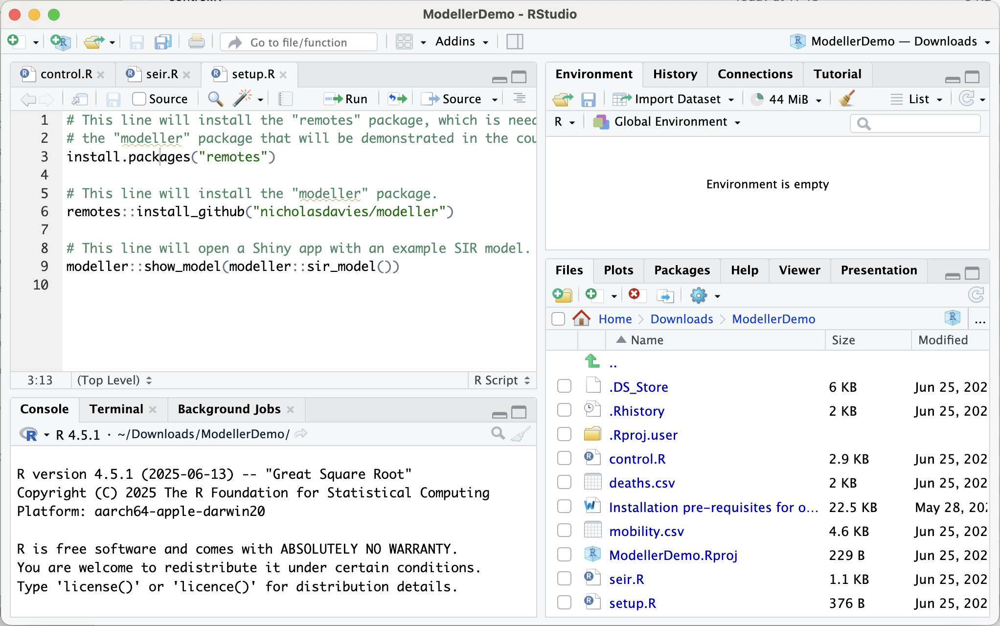 ModellerDemo - RStudio
Go to file/function
Addins
ModellerDemo — Downloads
control.R
seir.R
setup.R
Source
Run
Source
1 # This line will install the "remotes" package, which is
2 # the "modeller" package that will be demonstrated in the
3 install.packages("remotes")
4
5 # This line will install the "modeller" package.
6 remotes::install_github("nicholasdavies/modeller")
7
8 # This line will open a Shiny app with an example SIR model.
9 modeller::show_model(modeller::sir_model())
10
3:13 (Top Level) R Script
Console Terminal Background Jobs
R 4.5.1 · ~/Downloads/ModellerDemo/
R version 4.5.1 (2025-06-13) -- "Great Square Root"
Copyright (C) 2025 The R Foundation for Statistical Computing
Platform: aarch64-apple-darwin20
R is free software and comes with ABSOLUTELY NO WARRANTY.
You are welcome to redistribute it under certain conditions.
Type 'license()' or 'licence()' for distribution details.
Environment History Connections Tutorial
Import Dataset 44 MiB List
R Global Environment
Environment is empty
Files Plots Packages Help Viewer Presentation
Home Downloads ModellerDemo ...
Name Size Modified
..
.DS_Store 6 KB Jun 25, 202
.Rhistory 2 KB Jun 25, 202
.Rproj.user
control.R 2.9 KB Jun 25, 202
deaths.csv 2 KB Jun 25, 202
Installation pre-requisites for o... 22.5 KB May 28, 202
mobility.csv 4.6 KB Jun 25, 202
ModellerDemo.Rproj 229 B Jun 25, 202
seir.R 1.1 KB Jun 25, 202
setup.R 376 B Jun 25, 202